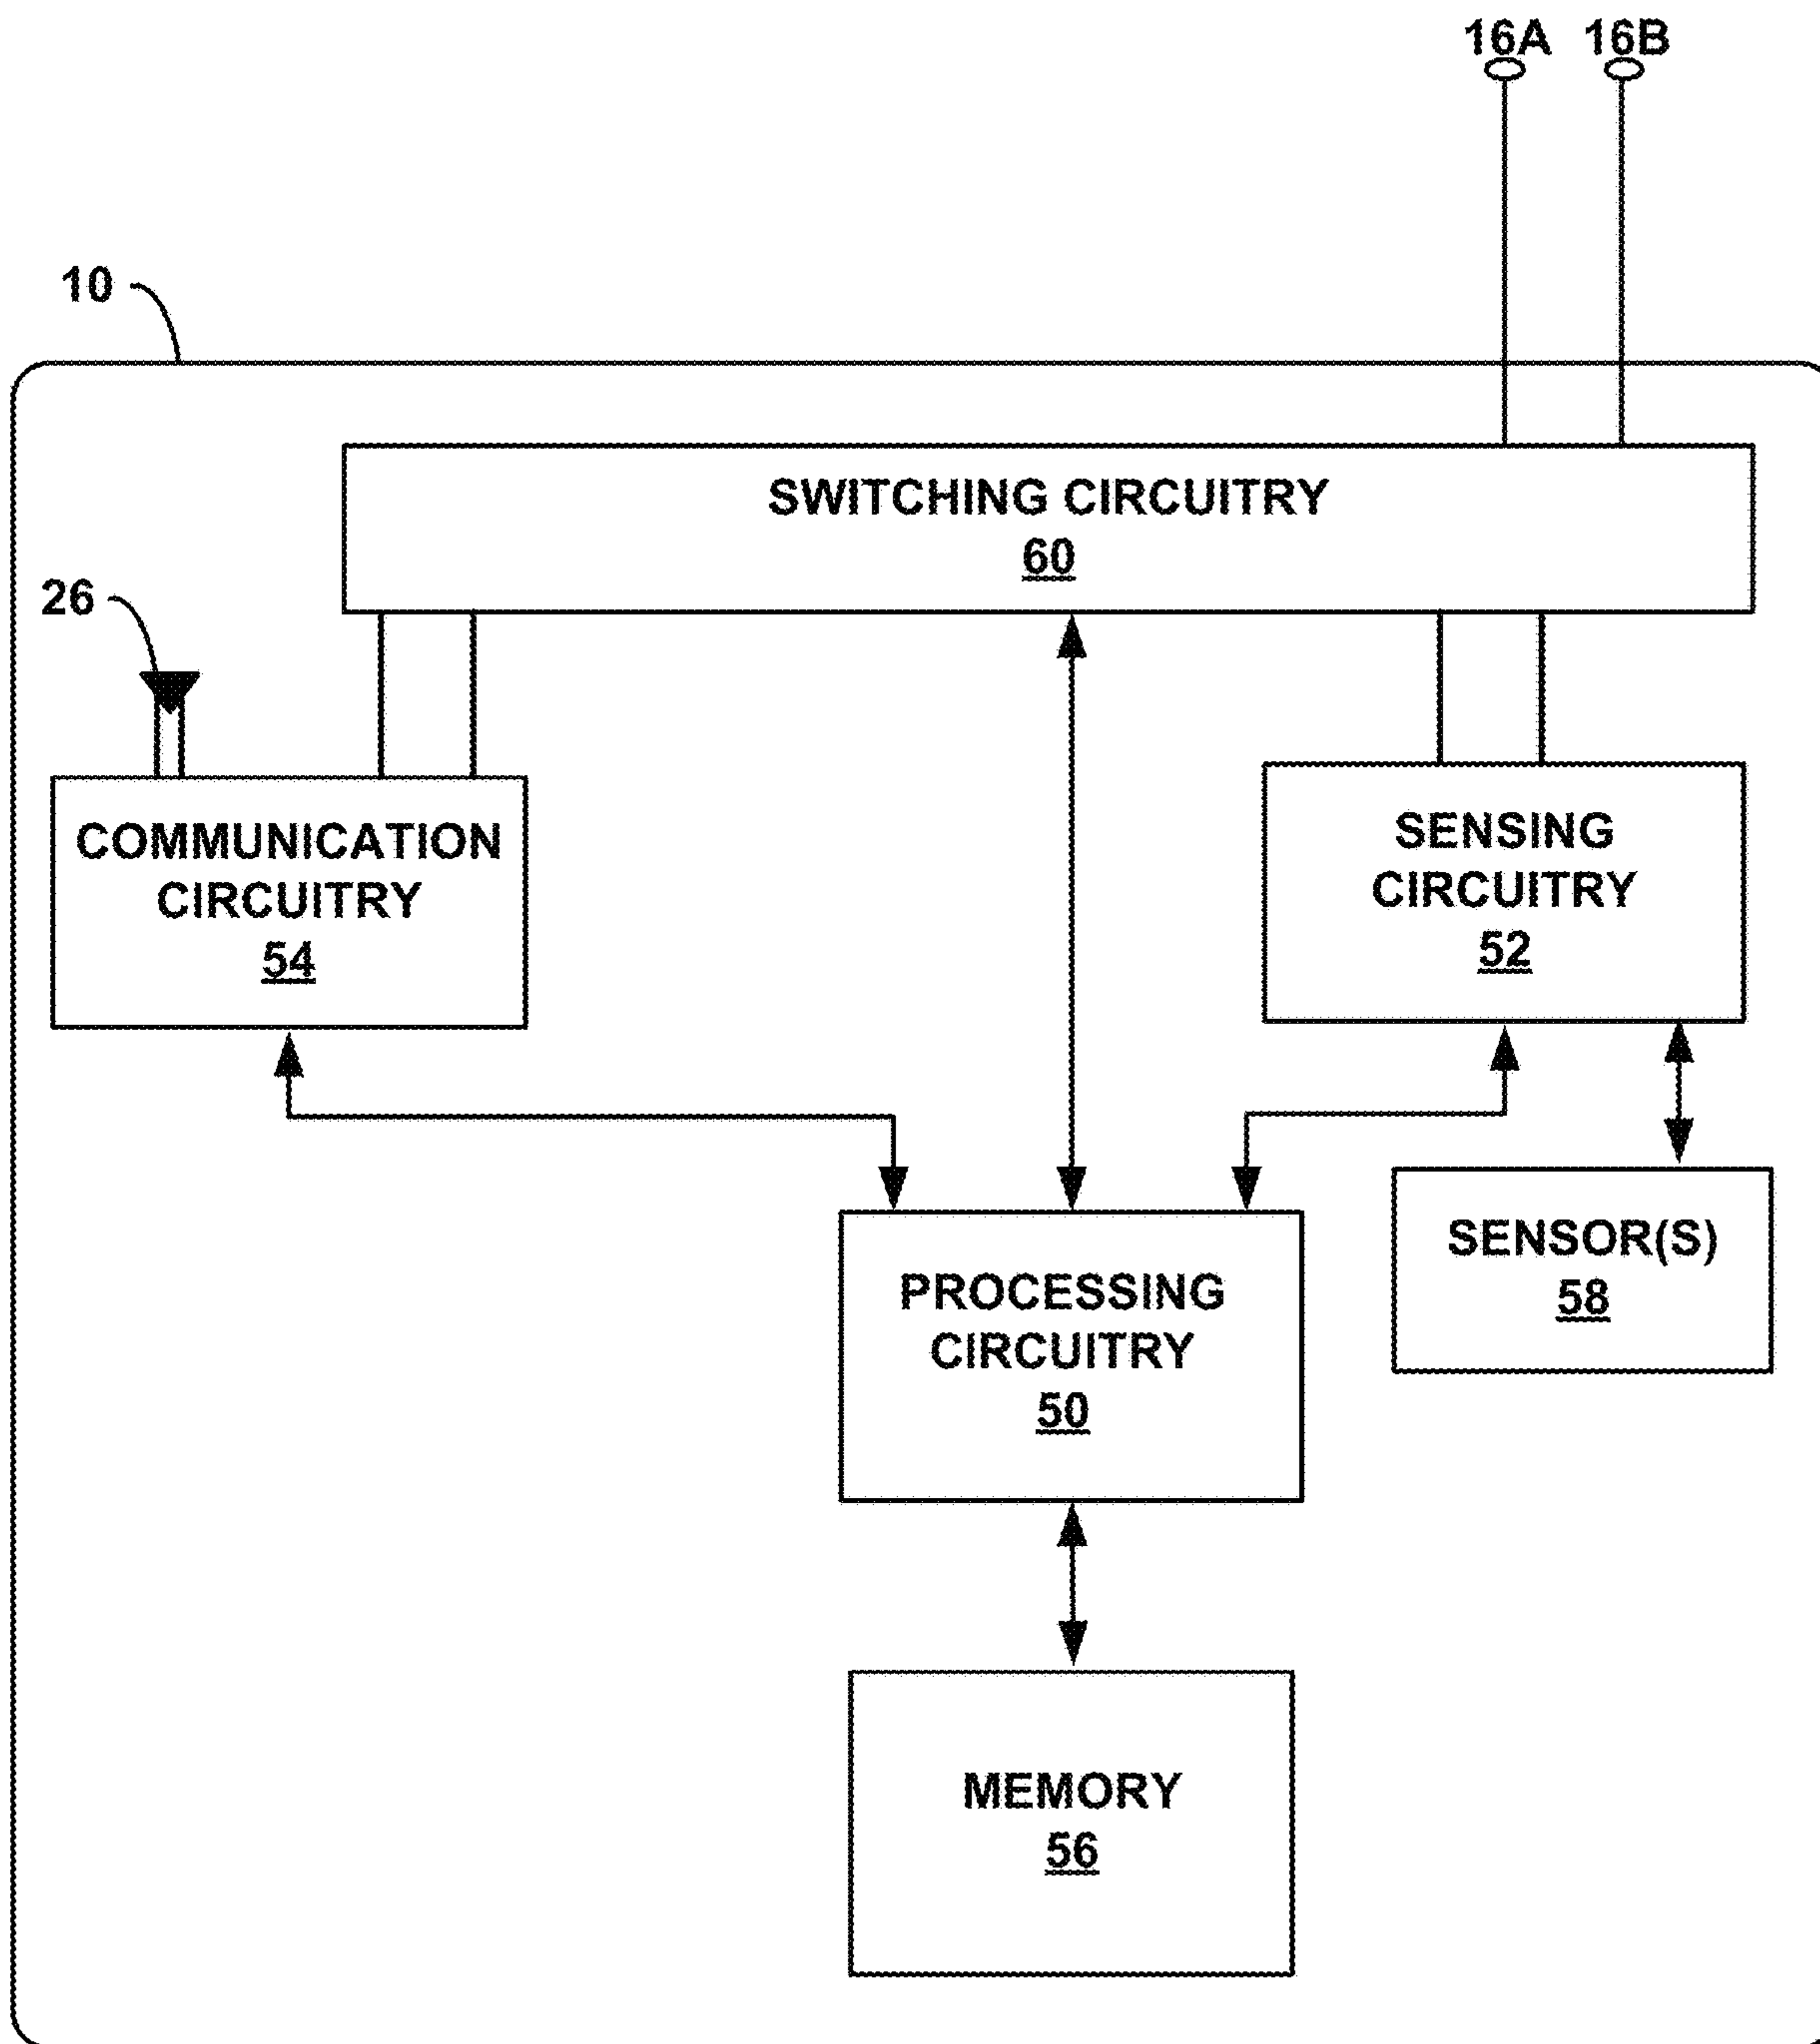 16A 16B
10
SWITCHING CIRCUITRY
60
26
COMMUNICATION
CIRCUITRY
54
SENSING
CIRCUITRY
52
PROCESSING
CIRCUITRY
50
SENSOR(S)
58
MEMORY
56